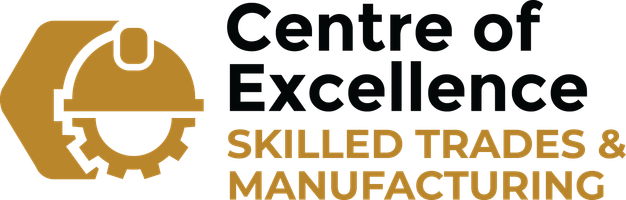 Centre of
Excellence
SKILLED TRADES &
MANUFACTURING